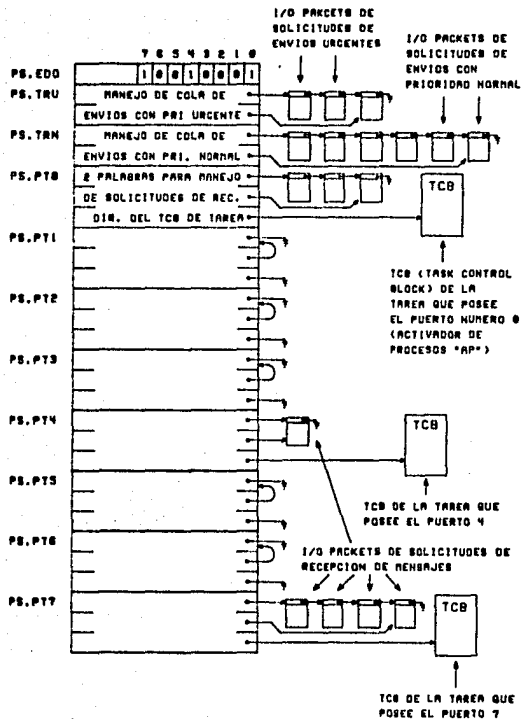 I/O PAKCETS DE
SOLICITUDES DE
ENVIOS URGENTES
I/O PACKETS DE
SOLICITUDES DE
ENVIOS CON
PRIORIDAD NORMAL
7 6 5 4 3 2 1 0
PS.EDO 1 0 0 1 0 0 0 1
PS.TRU MANEJO DE COLA DE
ENVIOS CON PRI URGENTE
PS.TRN MANEJO DE COLA DE
ENVIOS CON PRI. NORMAL
PS.PT0 2 PALABRAS PARA MANEJO
DE SOLICITUDES DE REC.
DIR. DEL TCB DE TAREA
TCB
PS.PT1
TCB (TASK CONTROL
BLOCK) DE LA
TAREA QUE POSEE
EL PUERTO NUMERO 0
(ACTIVADOR DE
PROCESOS "AP")
PS.PT2
PS.PT3
PS.PT4
TCB
PS.PT5
TCB DE LA TAREA QUE
POSEE EL PUERTO 4
PS.PT6
I/O PACKETS DE SOLICITUDES DE
RECEPCION DE MENSAJES
PS.PT7
TCB
TCB DE LA TAREA QUE
POSEE EL PUERTO 7